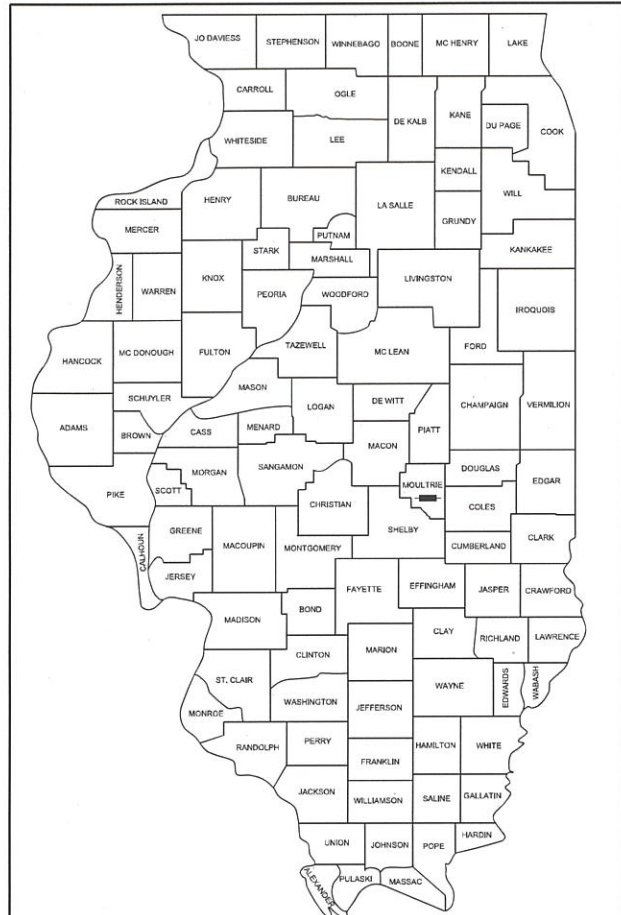 JO DAVIESS
STEPHENSON
WINNEBAGO
BOONE
MC HENRY
LAKE
CARROLL
OGLE
DE KALB
KANE
DU PAGE
COOK
WHITESIDE
LEE
KENDALL
WILL
ROCK ISLAND
HENRY
BUREAU
LA SALLE
GRUNDY
MERCER
PUTNAM
KANKAKEE
STARK
MARSHALL
HENDERSON
WARREN
KNOX
PEORIA
WOODFORD
LIVINGSTON
IROQUOIS
HANCOCK
MC DONOUGH
FULTON
TAZEWELL
MC LEAN
FORD
MASON
SCHUYLER
LOGAN
DE WITT
CHAMPAIGN
VERMILION
ADAMS
BROWN
CASS
MENARD
PIATT
MACON
MORGAN
SANGAMON
DOUGLAS
EDGAR
PIKE
SCOTT
CHRISTIAN
MOULTRIE
COLES
GREENE
CALHOUN
MACOUPIN
MONTGOMERY
SHELBY
CUMBERLAND
CLARK
JERSEY
FAYETTE
EFFINGHAM
JASPER
CRAWFORD
MADISON
BOND
CLAY
RICHLAND
LAWRENCE
CLINTON
MARION
ST. CLAIR
WAYNE
EDWARDS
WABASH
MONROE
WASHINGTON
JEFFERSON
RANDOLPH
PERRY
HAMILTON
WHITE
FRANKLIN
JACKSON
WILLIAMSON
SALINE
GALLATIN
UNION
JOHNSON
POPE
HARDIN
ALEXANDER
PULASKI
MASSAC